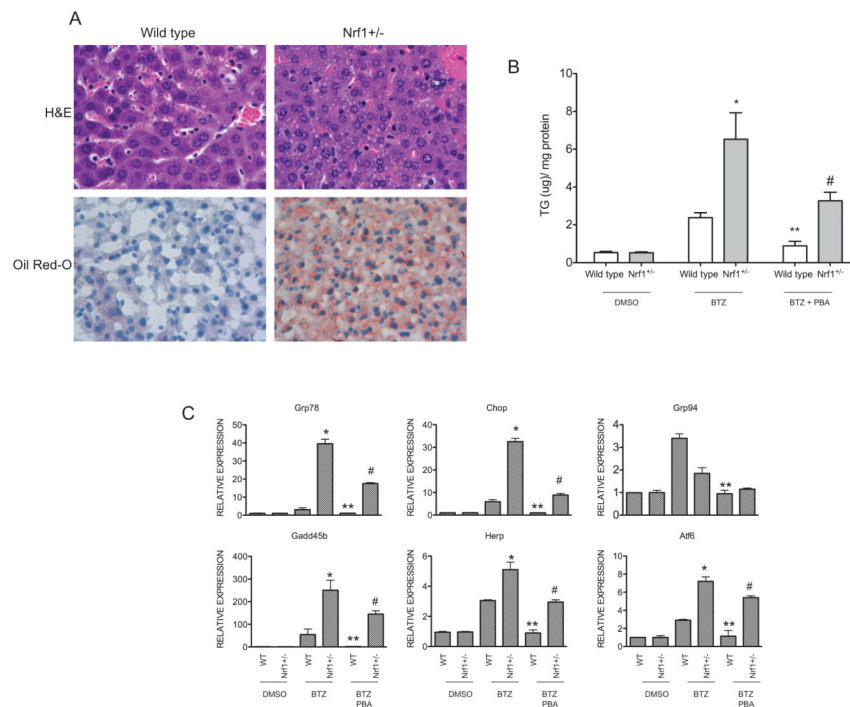 A
Wild type Nrf1+/-
H&E
Oil Red-O
B
TG (ug)/ mg protein
10
8
6
4
2
0
*
**
#
Wild type Nrf1+/- Wild type Nrf1+/- Wild type Nrf1+/-
DMSO BTZ BTZ + PBA
C
Grp78
RELATIVE EXPRESSION
50
40
30
20
10
0
*
**
#
Chop
RELATIVE EXPRESSION
40
30
20
10
0
*
**
#
Grp94
RELATIVE EXPRESSION
4
3
2
1
0
**
Gadd45b
RELATIVE EXPRESSION
400
300
200
100
0
*
**
#
WT Nrf1+/- WT Nrf1+/- WT Nrf1+/-
DMSO BTZ BTZ
PBA
Herp
RELATIVE EXPRESSION
6
4
2
0
*
**
#
WT Nrf1+/- WT Nrf1+/- WT Nrf1+/-
DMSO BTZ BTZ
PBA
Atf6
RELATIVE EXPRESSION
10
8
6
4
2
0
*
**
#
WT Nrf1+/- WT Nrf1+/- WT Nrf1+/-
DMSO BTZ BTZ
PBA